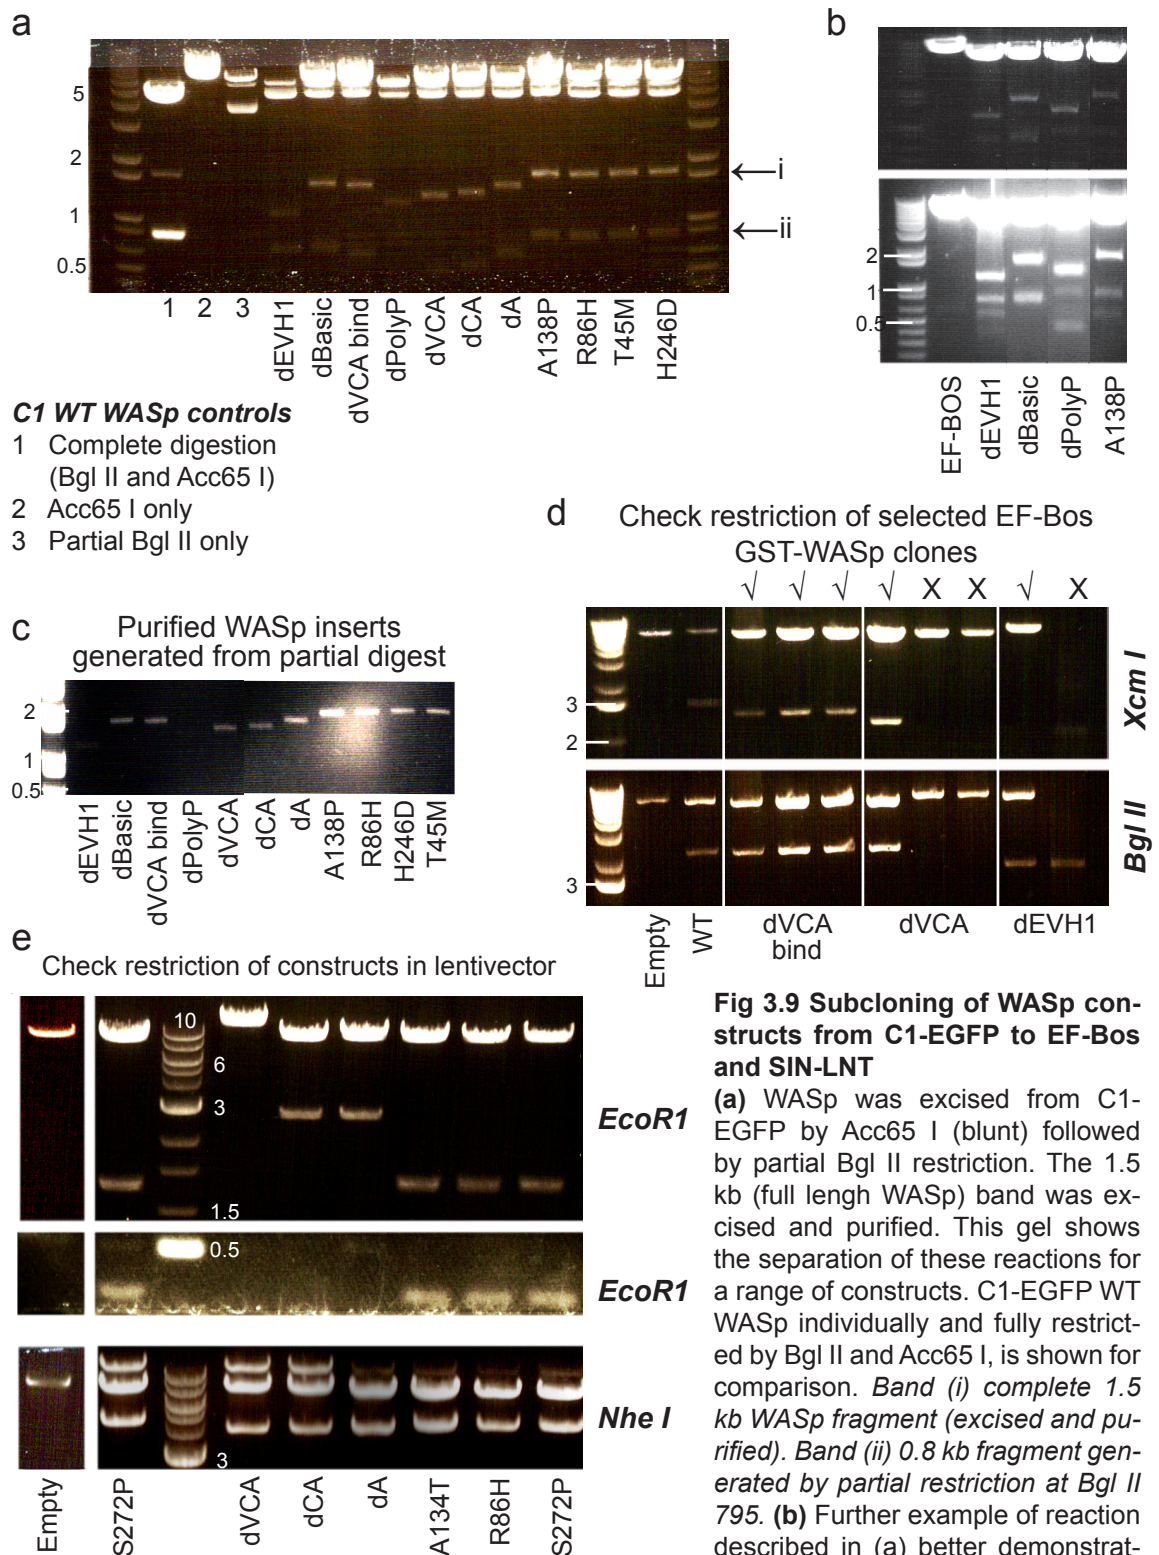 a
5
2
1
0.5
i
ii
1
2
3
dEVH1
dBasic
dVCA bind
dPolyP
dVCA
dCA
dA
A138P
R86H
T45M
H246D
C1 WT WASp controls
1 Complete digestion
(Bgl II and Acc65 I)
2 Acc65 I only
3 Partial Bgl II only
b
2
1
0.5
EF-BOS
dEVH1
dBasic
dPolyP
A138P
c
Purified WASp inserts
generated from partial digest
2
1
0.5
dEVH1
dBasic
dVCA bind
dPolyP
dVCA
dCA
dA
A138P
R86H
H246D
T45M
d
Check restriction of selected EF-Bos
GST-WASp clones
√ √ √ √ X X √ X
3
2
Xcm I
3
Bgl II
Empty
WT
dVCA
bind
dVCA
dEVH1
e
Check restriction of constructs in lentivector
10
6
3
1.5
EcoR1
0.5
EcoR1
3
Nhe I
Empty
S272P
dVCA
dCA
dA
A134T
R86H
S272P
Fig 3.9 Subcloning of WASp con-
structs from C1-EGFP to EF-Bos
and SIN-LNT
(a) WASp was excised from C1-
EGFP by Acc65 I (blunt) followed
by partial Bgl II restriction. The 1.5
kb (full lengh WASp) band was ex-
cised and purified. This gel shows
the separation of these reactions for
a range of constructs. C1-EGFP WT
WASp individually and fully restrict-
ed by Bgl II and Acc65 I, is shown for
comparison. Band (i) complete 1.5
kb WASp fragment (excised and pu-
rified). Band (ii) 0.8 kb fragment gen-
erated by partial restriction at Bgl II
795. (b) Further example of reaction
described in (a) better demonstrat-